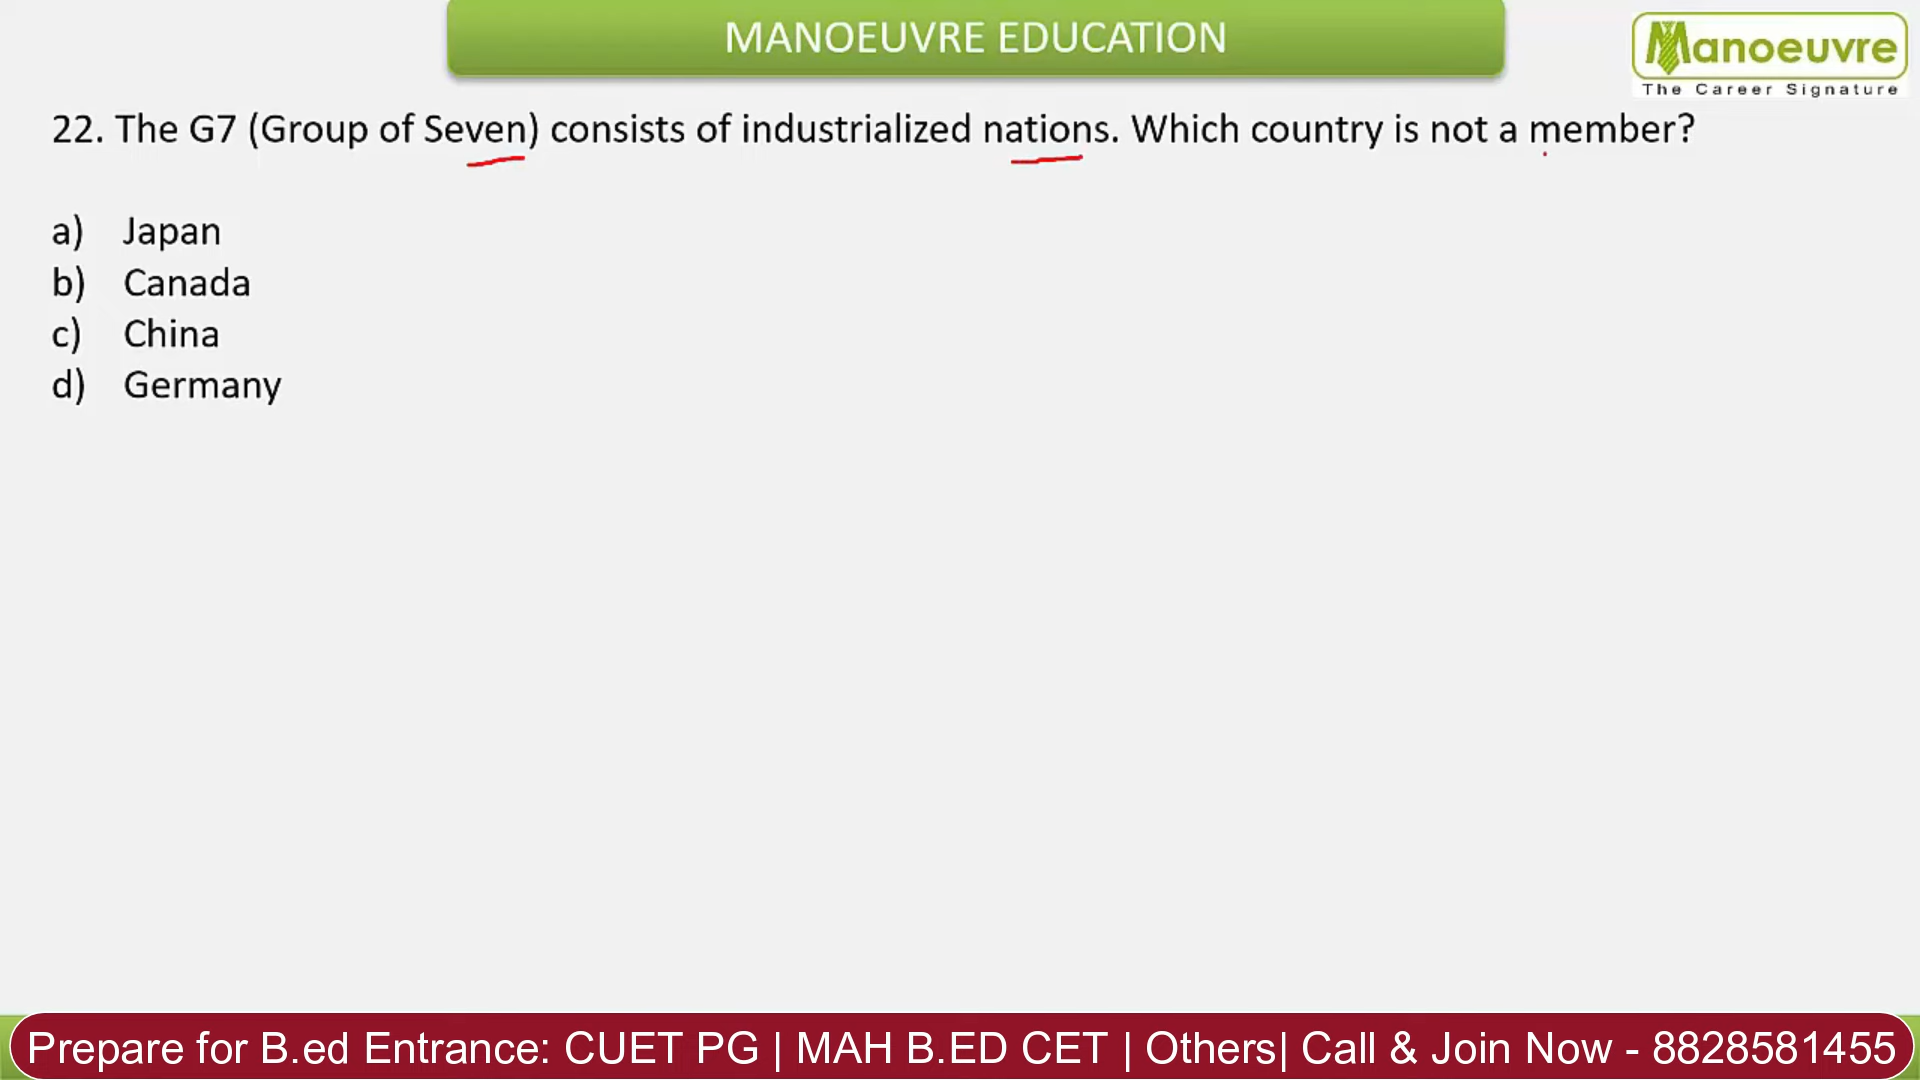 MANOEUVRE EDUCATION
Manoeuvre
The Career Signature
22. The G7 (Group of Seven) consists of industrialized nations. Which country is not a member?
a) Japan
b) Canada
c) China
d) Germany
Prepare for B.ed Entrance: CUET PG | MAH B.ED CET | Others| Call & Join Now - 8828581455